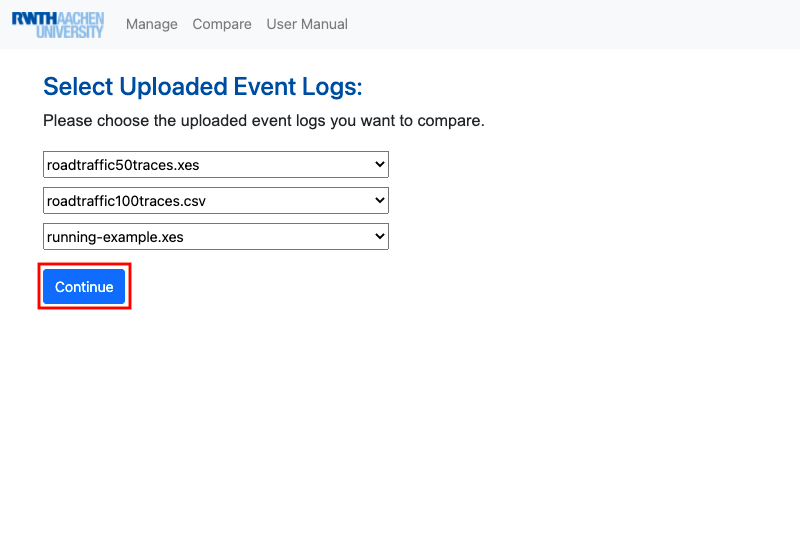 RWTHAACHEN
UNIVERSITY
Manage Compare User Manual
Select Uploaded Event Logs:
Please choose the uploaded event logs you want to compare.
roadtraffic50traces.xes
roadtraffic100traces.csv
running-example.xes
Continue